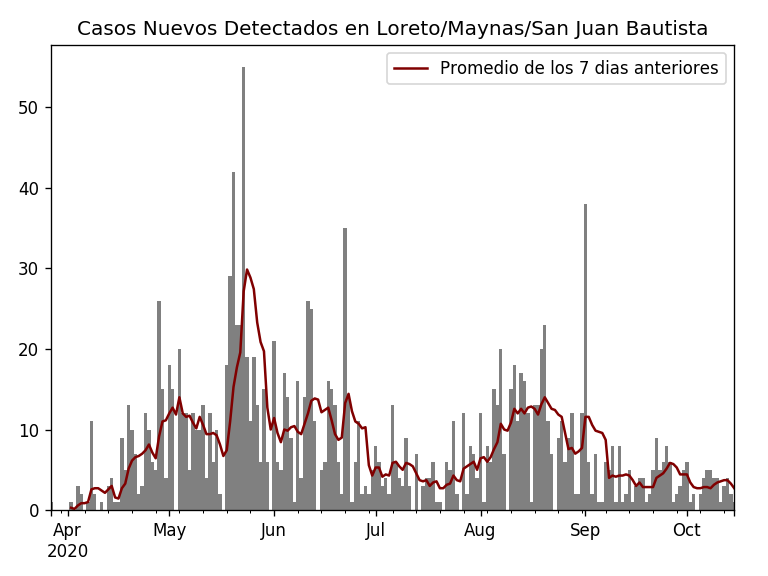 Casos Nuevos Detectados en Loreto/Maynas/San Juan Bautista
Promedio de los 7 dias anteriores
50
40
30
20
10
0
Apr May Jun Jul Aug Sep Oct
2020